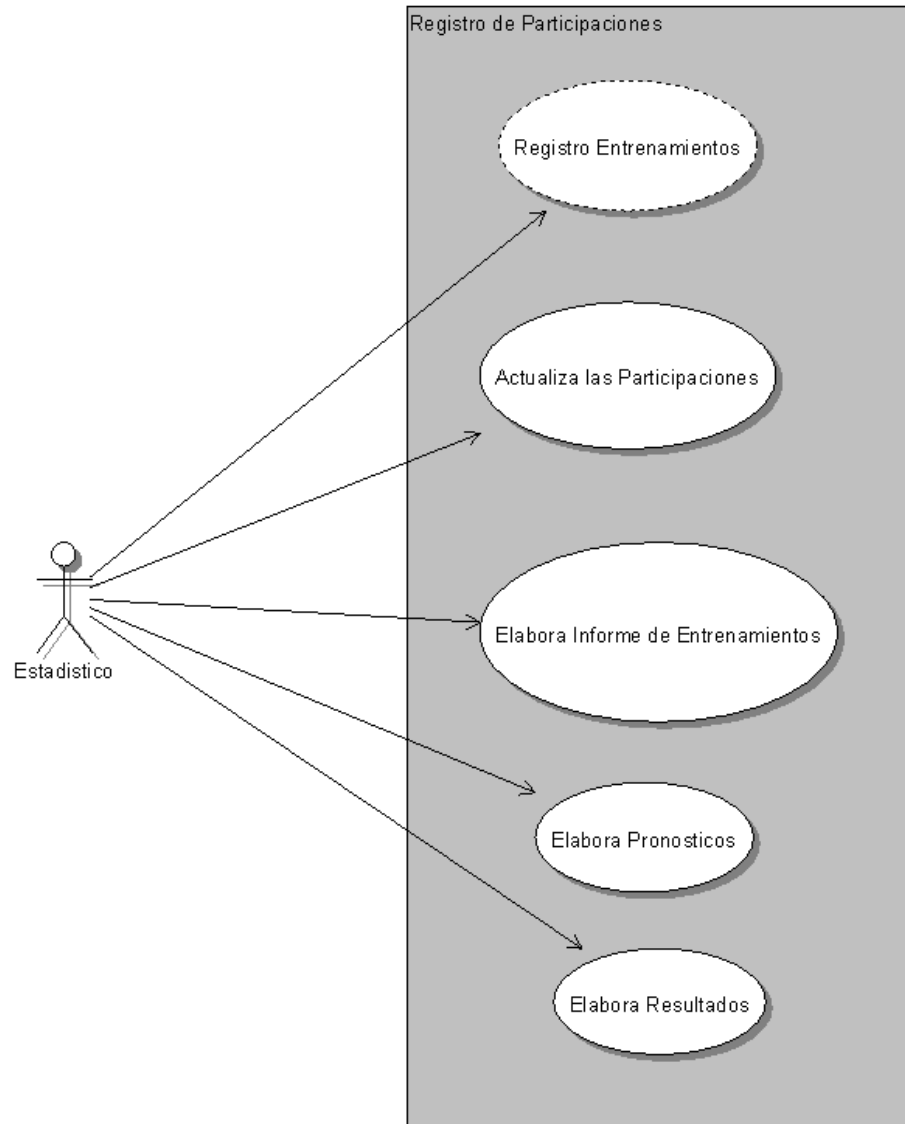 Registro de Participaciones
Registro Entrenamientos
Actualiza las Participaciones
Estadistico
Elabora Informe de Entrenamientos
Elabora Pronosticos
Elabora Resultados